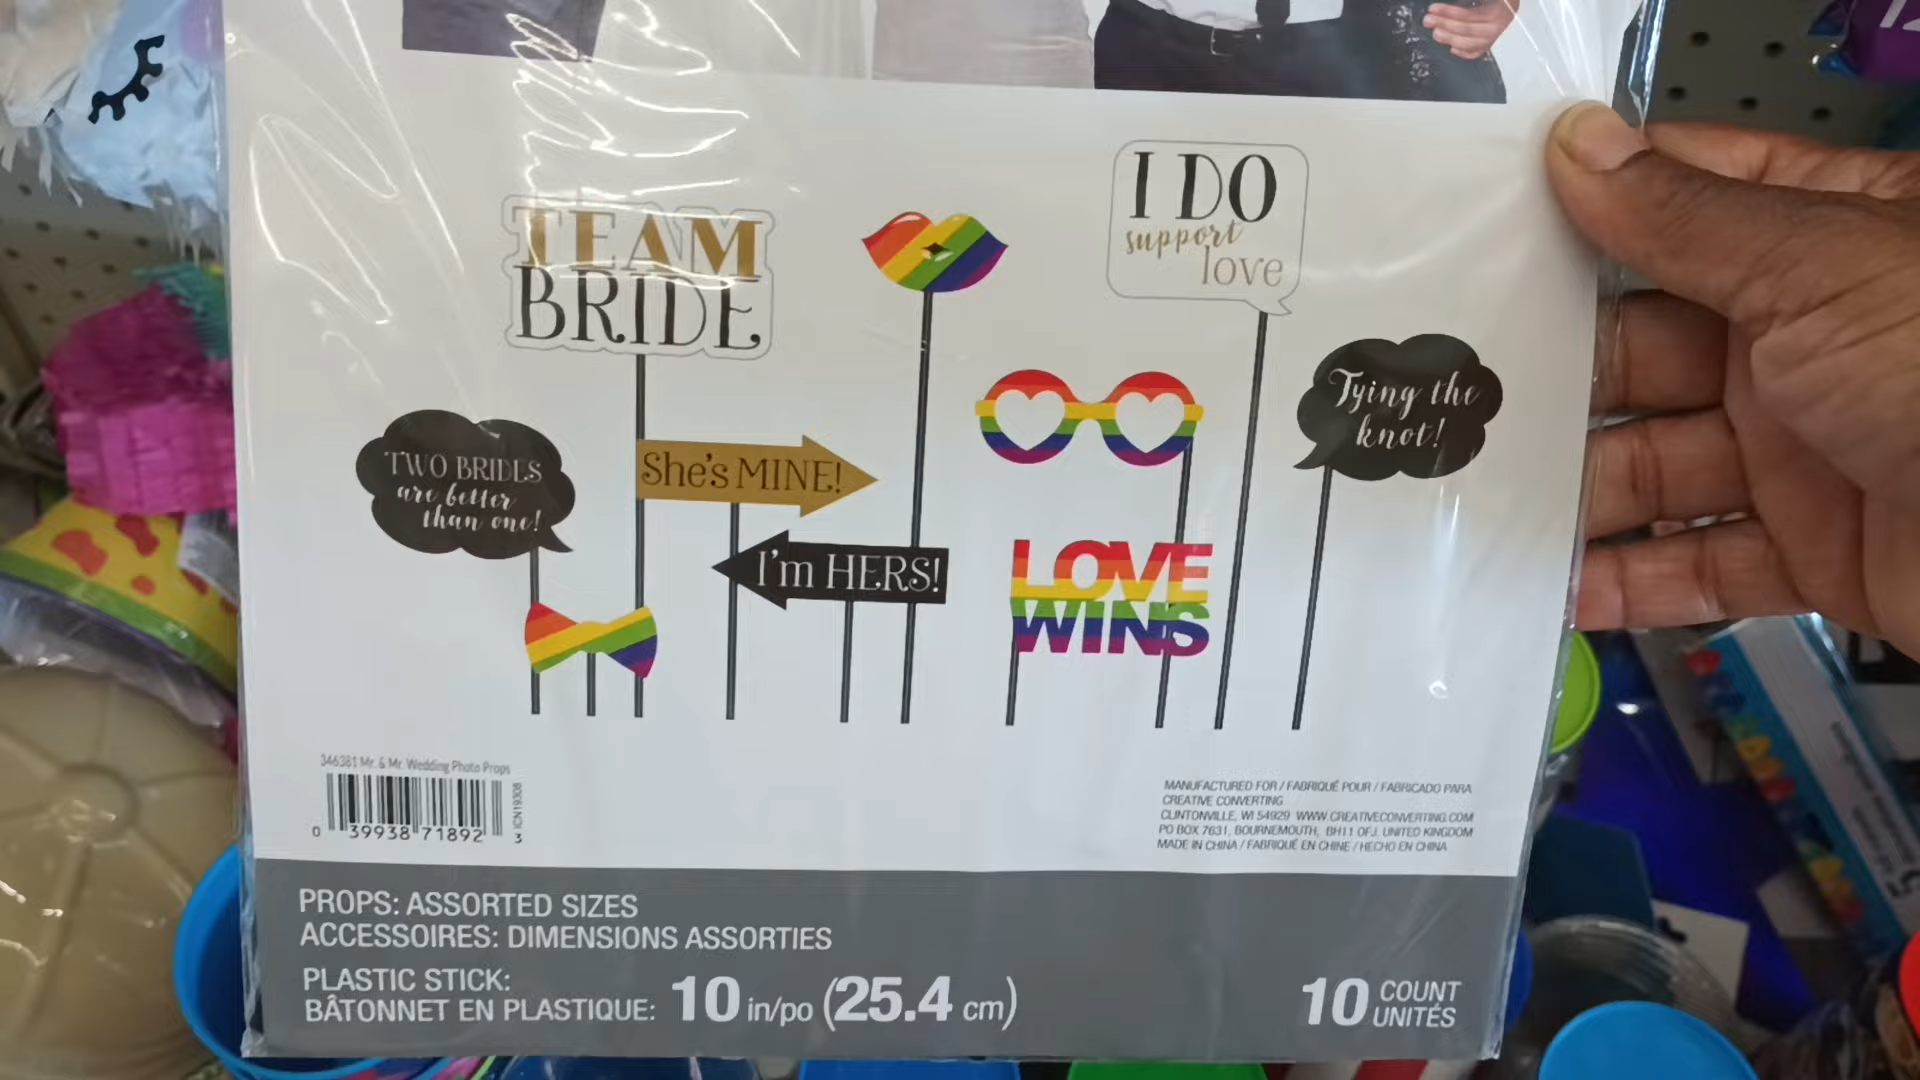 TEAM
BRIDE
I DO
support
love
TWO BRIDES
are better
than one!
She's MINE!
I'm HERS!
Tying the
knot!
LOVE
WINS
346381 Mr. & Mr. Wedding Photo Props
0 39938 71892 3
ICN19308
MANUFACTURED FOR / FABRIQUÉ POUR / FABRICADO PARA
CREATIVE CONVERTING
CLINTONVILLE, WI 54929 WWW.CREATIVECONVERTING.COM
PO BOX 7631, BOURNEMOUTH, BH11 0FJ. UNITED KINGDOM
MADE IN CHINA / FABRIQUÉ EN CHINE / HECHO EN CHINA
PROPS: ASSORTED SIZES
ACCESSOIRES: DIMENSIONS ASSORTIES
PLASTIC STICK:
BÂTONNET EN PLASTIQUE: 10 in/po (25.4 cm)
10 COUNT
UNITÉS